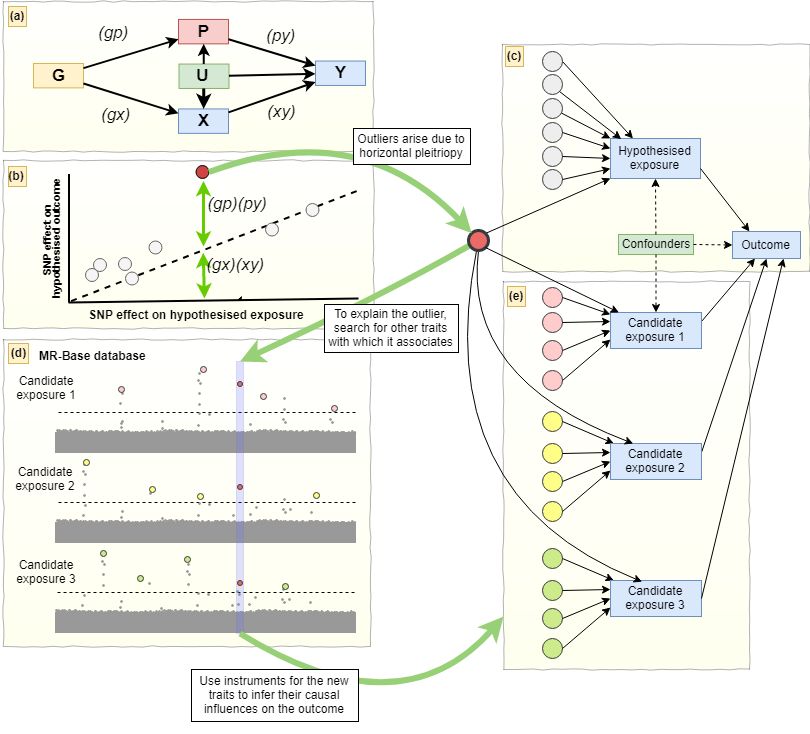 (a)
(gp)
P
(py)
G
U
Y
(gx)
X
(xy)
Outliers arise due to
horizontal pleitriopy
(b)
SNP effect on
hypothesised outcome
(gp)(py)
(gx)(xy)
SNP effect on hypothesised exposure
(c)
Hypothesised
exposure
Confounders
Outcome
To explain the outlier,
search for other traits
with which it associates
(d)
MR-Base database
Candidate
exposure 1
Candidate
exposure 2
Candidate
exposure 3
(e)
Candidate
exposure 1
Candidate
exposure 2
Candidate
exposure 3
Use instruments for the new
traits to infer their causal
influences on the outcome